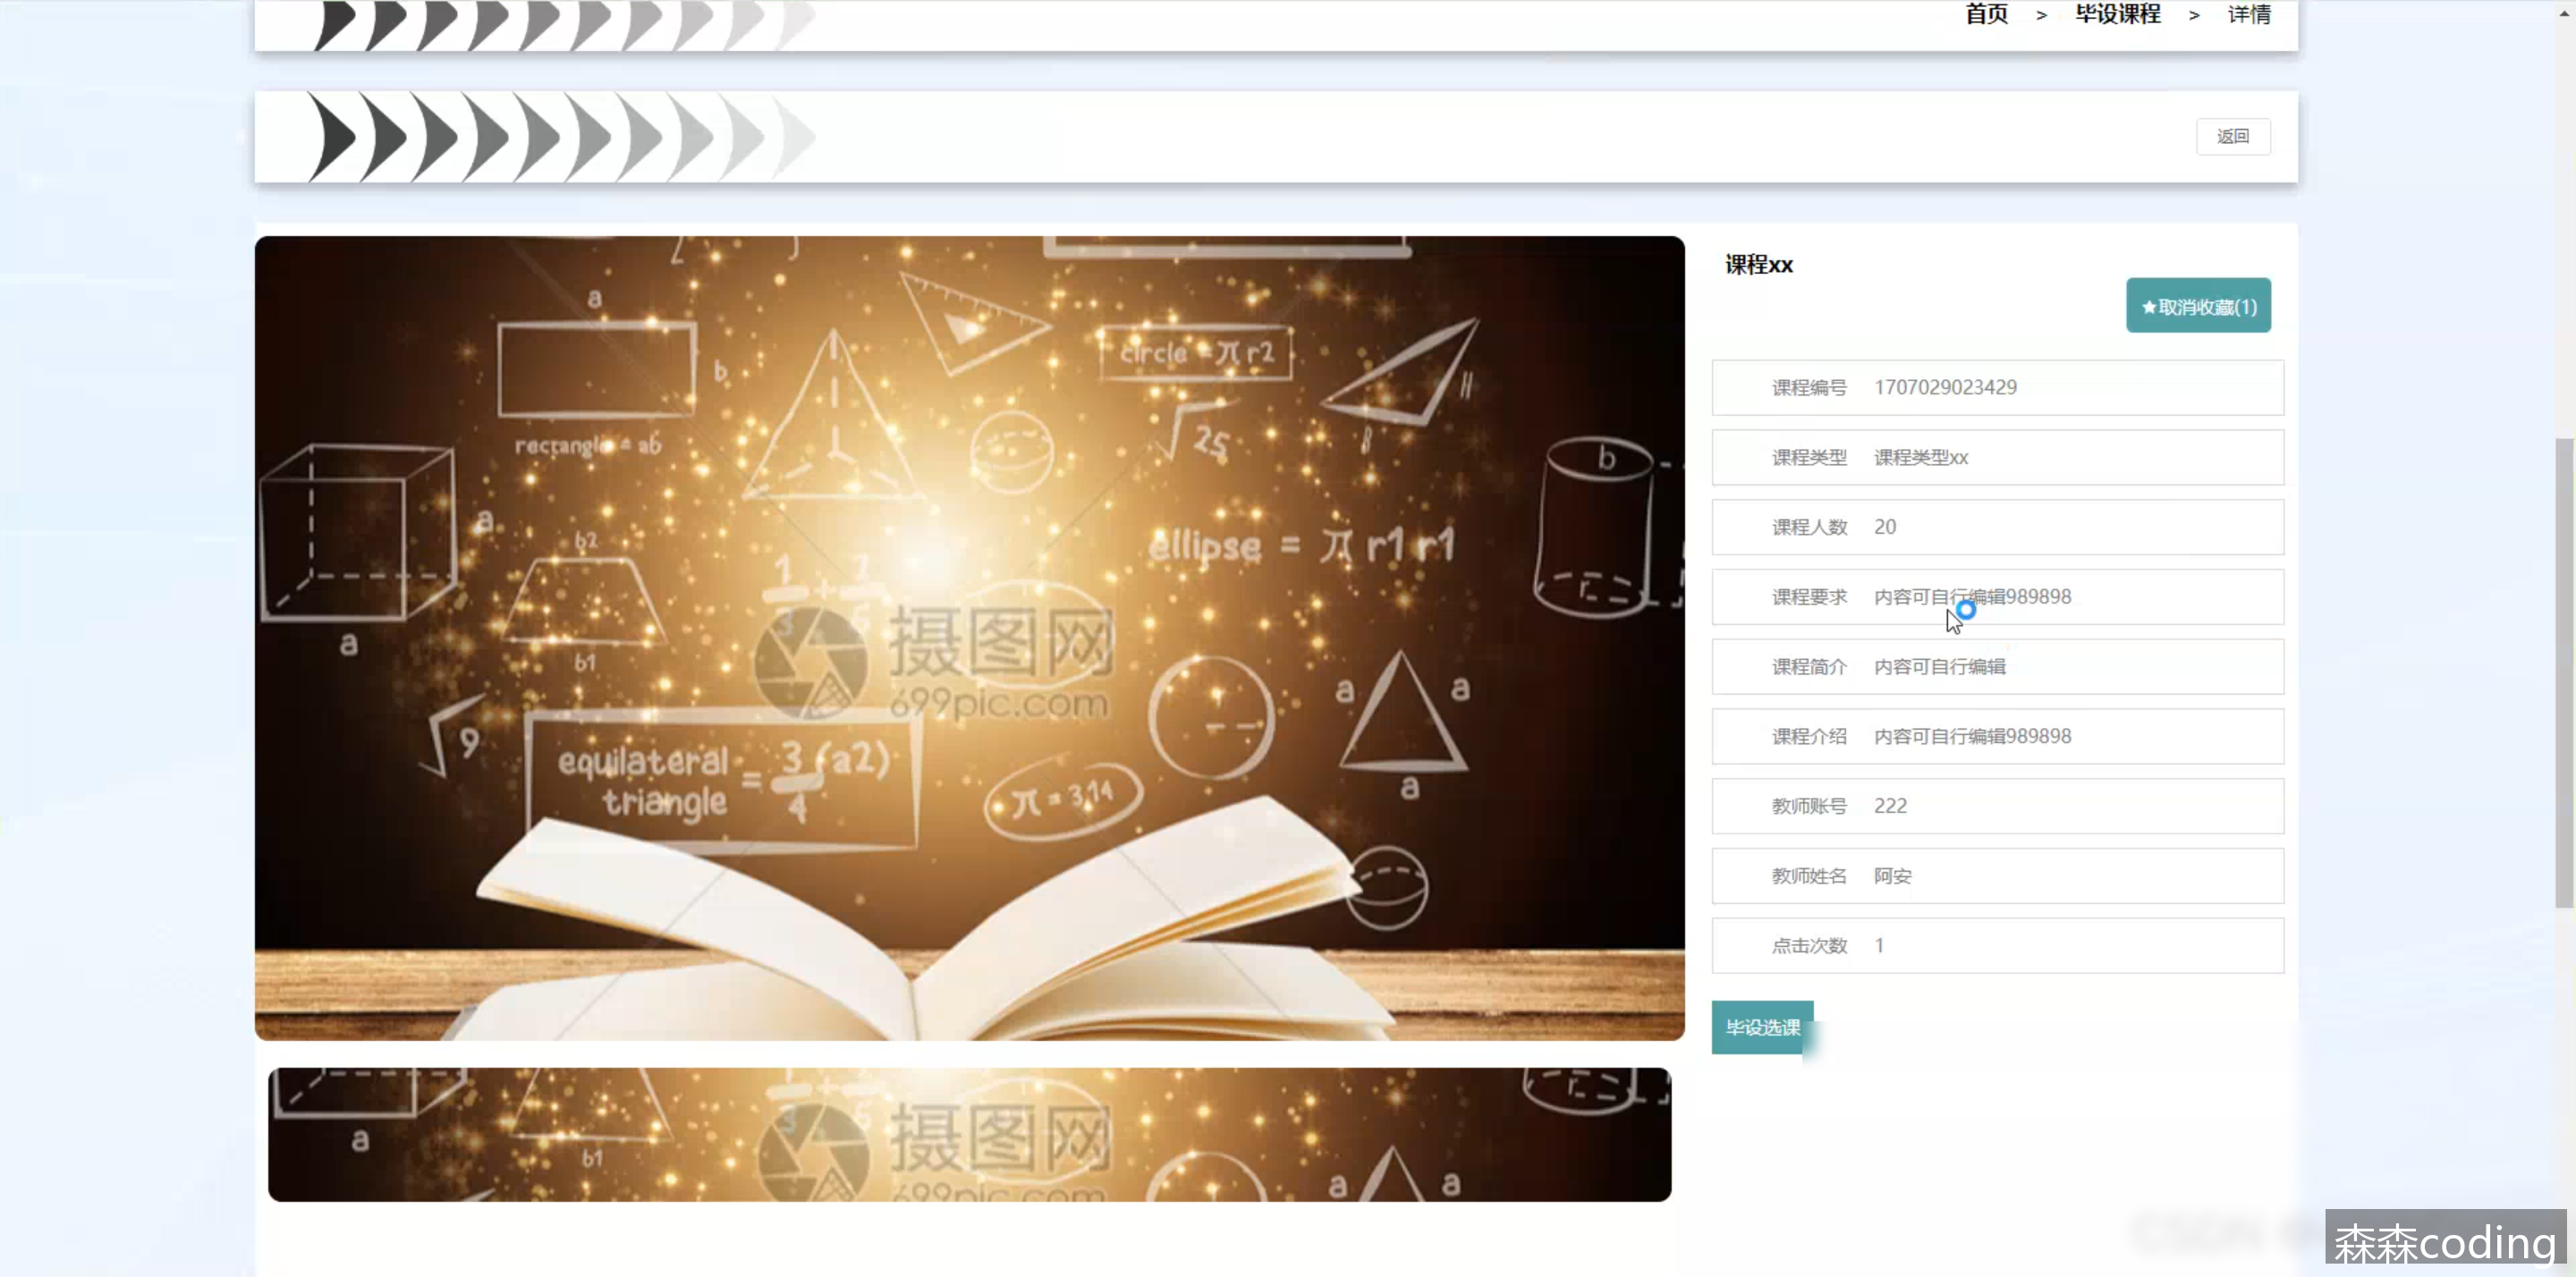 首页 > 毕设课程 > 详情
返回
课程xx
★取消收藏(1)
课程编号 1707029023429
课程类型 课程类型xx
课程人数 20
课程要求 内容可自行编辑989898
课程简介 内容可自行编辑
课程介绍 内容可自行编辑989898
教师账号 222
教师姓名 阿安
点击次数 1
毕设选课
a
b
circle = π r2
rectangle = ab
√25
b
a
b2
ellipse = π r1 r1
r
a
b1
摄图网
699pic.com
a
a
√9
equilateral triangle = 3/4 (a2)
π = 3,14
a
r
摄图网
a
b1
699pic.com
a
a
森森coding